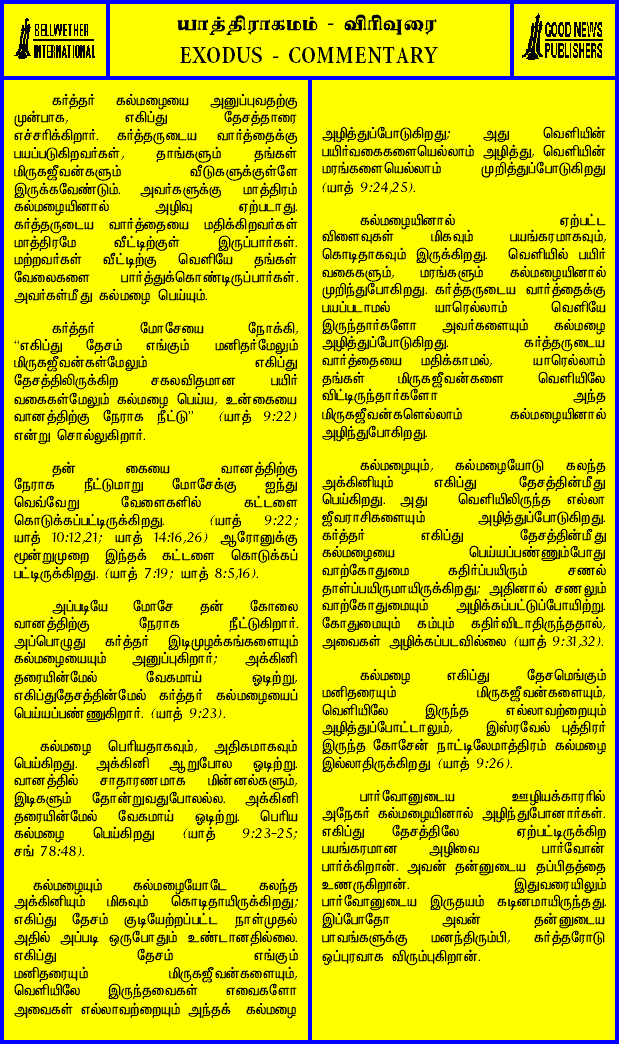 BELLWETHER
INTERNATIONAL
யாத்திராகமம் - விரிவுரை
EXODUS - COMMENTARY
GOOD NEWS
PUBLISHERS
கர்த்தர் கல்மழையை அனுப்புவதற்கு
முன்பாக, எகிப்து தேசத்தாரை
எச்சரிக்கிறார். கர்த்தருடைய வார்த்தைக்கு
பயப்படுகிறவர்கள், தாங்களும் தங்கள்
மிருகஜீவன்களும் வீடுகளுக்குள்ளே
இருக்கவேண்டும். அவர்களுக்கு மாத்திரம்
கல்மழையினால் அழிவு ஏற்படாது.
கர்த்தருடைய வார்த்தையை மதிக்கிறவர்கள்
மாத்திரமே வீட்டிற்குள் இருப்பார்கள்.
மற்றவர்கள் வீட்டிற்கு வெளியே தங்கள்
வேலைகளை பார்த்துக்கொண்டிருப்பார்கள்.
அவர்கள்மீது கல்மழை பெய்யும்.
கர்த்தர் மோசேயை நோக்கி,
“எகிப்து தேசம் எங்கும் மனிதர்மேலும்
மிருகஜீவன்கள்மேலும் எகிப்து
தேசத்திலிருக்கிற சகலவிதமான பயிர்
வகைகள்மேலும் கல்மழை பெய்ய, உன்கையை
வானத்திற்கு நேராக நீட்டு” (யாத் 9:22)
என்று சொல்லுகிறார்.
தன் கையை வானத்திற்கு
நேராக நீட்டுமாறு மோசேக்கு ஐந்து
வெவ்வேறு வேளைகளில் கட்டளை
கொடுக்கப்பட்டிருக்கிறது. (யாத் 9:22;
யாத் 10:12,21; யாத் 14:16,26) ஆரோனுக்கு
மூன்றுமுறை இந்தக் கட்டளை கொடுக்கப்
பட்டிருக்கிறது. (யாத் 7:19; யாத் 8:5,16).
அப்படியே மோசே தன் கோலை
வானத்திற்கு நேராக நீட்டுகிறார்.
அப்பொழுது கர்த்தர் இடிமுழக்கங்களையும்
கல்மழையையும் அனுப்புகிறார்; அக்கினி
தரையின்மேல் வேகமாய் ஓடிற்று,
எகிப்துதேசத்தின்மேல் கர்த்தர் கல்மழையைப்
பெய்யப்பண்ணுகிறார். (யாத் 9:23).
கல்மழை பெரியதாகவும், அதிகமாகவும்
பெய்கிறது. அக்கினி ஆறுபோல ஓடிற்று.
வானத்தில் சாதாரணமாக மின்னல்களும்,
இடிகளும் தோன்றுவதுபோலல்ல. அக்கினி
தரையின்மேல் வேகமாய் ஓடிற்று. பெரிய
கல்மழை பெய்கிறது (யாத் 9:23-25;
சங் 78:48).
கல்மழையும் கல்மழையோடே கலந்த
அக்கினியும் மிகவும் கொடிதாயிருக்கிறது;
எகிப்து தேசம் குடியேற்றப்பட்ட நாள்முதல்
அதில் அப்படி ஒருபோதும் உண்டானதில்லை.
எகிப்து தேசம் எங்கும்
மனிதரையும் மிருகஜீவன்களையும்,
வெளியிலே இருந்தவைகள் எவைகளோ
அவைகள் எல்லாவற்றையும் அந்தக் கல்மழை
அழித்துப்போடுகிறது; அது வெளியின்
பயிர்வகைகளையெல்லாம் அழித்து, வெளியின்
மரங்களையெல்லாம் முறித்துப்போடுகிறது
(யாத் 9:24,25).
கல்மழையினால் ஏற்பட்ட
விளைவுகள் மிகவும் பயங்கரமாகவும்,
கொடிதாகவும் இருக்கிறது. வெளியில் பயிர்
வகைகளும், மரங்களும் கல்மழையினால்
முறிந்துபோகிறது. கர்த்தருடைய வார்த்தைக்கு
பயப்படாமல் யாரெல்லாம் வெளியே
இருந்தார்களோ அவர்களையும் கல்மழை
அழித்துப்போடுகிறது. கர்த்தருடைய
வார்த்தையை மதிக்காமல், யாரெல்லாம்
தங்கள் மிருகஜீவன்களை வெளியிலே
விட்டிருந்தார்களோ அந்த
மிருகஜீவன்களெல்லாம் கல்மழையினால்
அழிந்துபோகிறது.
கல்மழையும், கல்மழையோடு கலந்த
அக்கினியும் எகிப்து தேசத்தின்மீது
பெய்கிறது. அது வெளியிலிருந்த எல்லா
ஜீவராசிகளையும் அழித்துப்போடுகிறது.
கர்த்தர் எகிப்து தேசத்தின்மீது
கல்மழையை பெய்யப்பண்ணும்போது
வாற்கோதுமை கதிர்ப்பயிரும் சணல்
தாள்ப்பயிருமாயிருக்கிறது; அதினால் சணலும்
வாற்கோதுமையும் அழிக்கப்பட்டுப்போயிற்று.
கோதுமையும் கம்பும் கதிர்விடாதிருந்ததால்,
அவைகள் அழிக்கப்படவில்லை (யாத் 9:31,32).
கல்மழை எகிப்து தேசமெங்கும்
மனிதரையும் மிருகஜீவன்களையும்,
வெளியிலே இருந்த எல்லாவற்றையும்
அழித்துப்போட்டாலும், இஸ்ரவேல் புத்திரர்
இருந்த கோசேன் நாட்டிலேமாத்திரம் கல்மழை
இல்லாதிருக்கிறது (யாத் 9:26).
பார்வோனுடைய ஊழியக்காரரில்
அநேகர் கல்மழையினால் அழிந்துபோனார்கள்.
எகிப்து தேசத்திலே ஏற்பட்டிருக்கிற
பயங்கரமான அழிவை பார்வோன்
பார்க்கிறான். அவன் தன்னுடைய தப்பிதத்தை
உணருகிறான். இதுவரையிலும்
பார்வோனுடைய இருதயம் கடினமாயிருந்தது.
இப்போதோ அவன் தன்னுடைய
பாவங்களுக்கு மனந்திரும்பி, கர்த்தரோடு
ஒப்புரவாக விரும்புகிறான்.